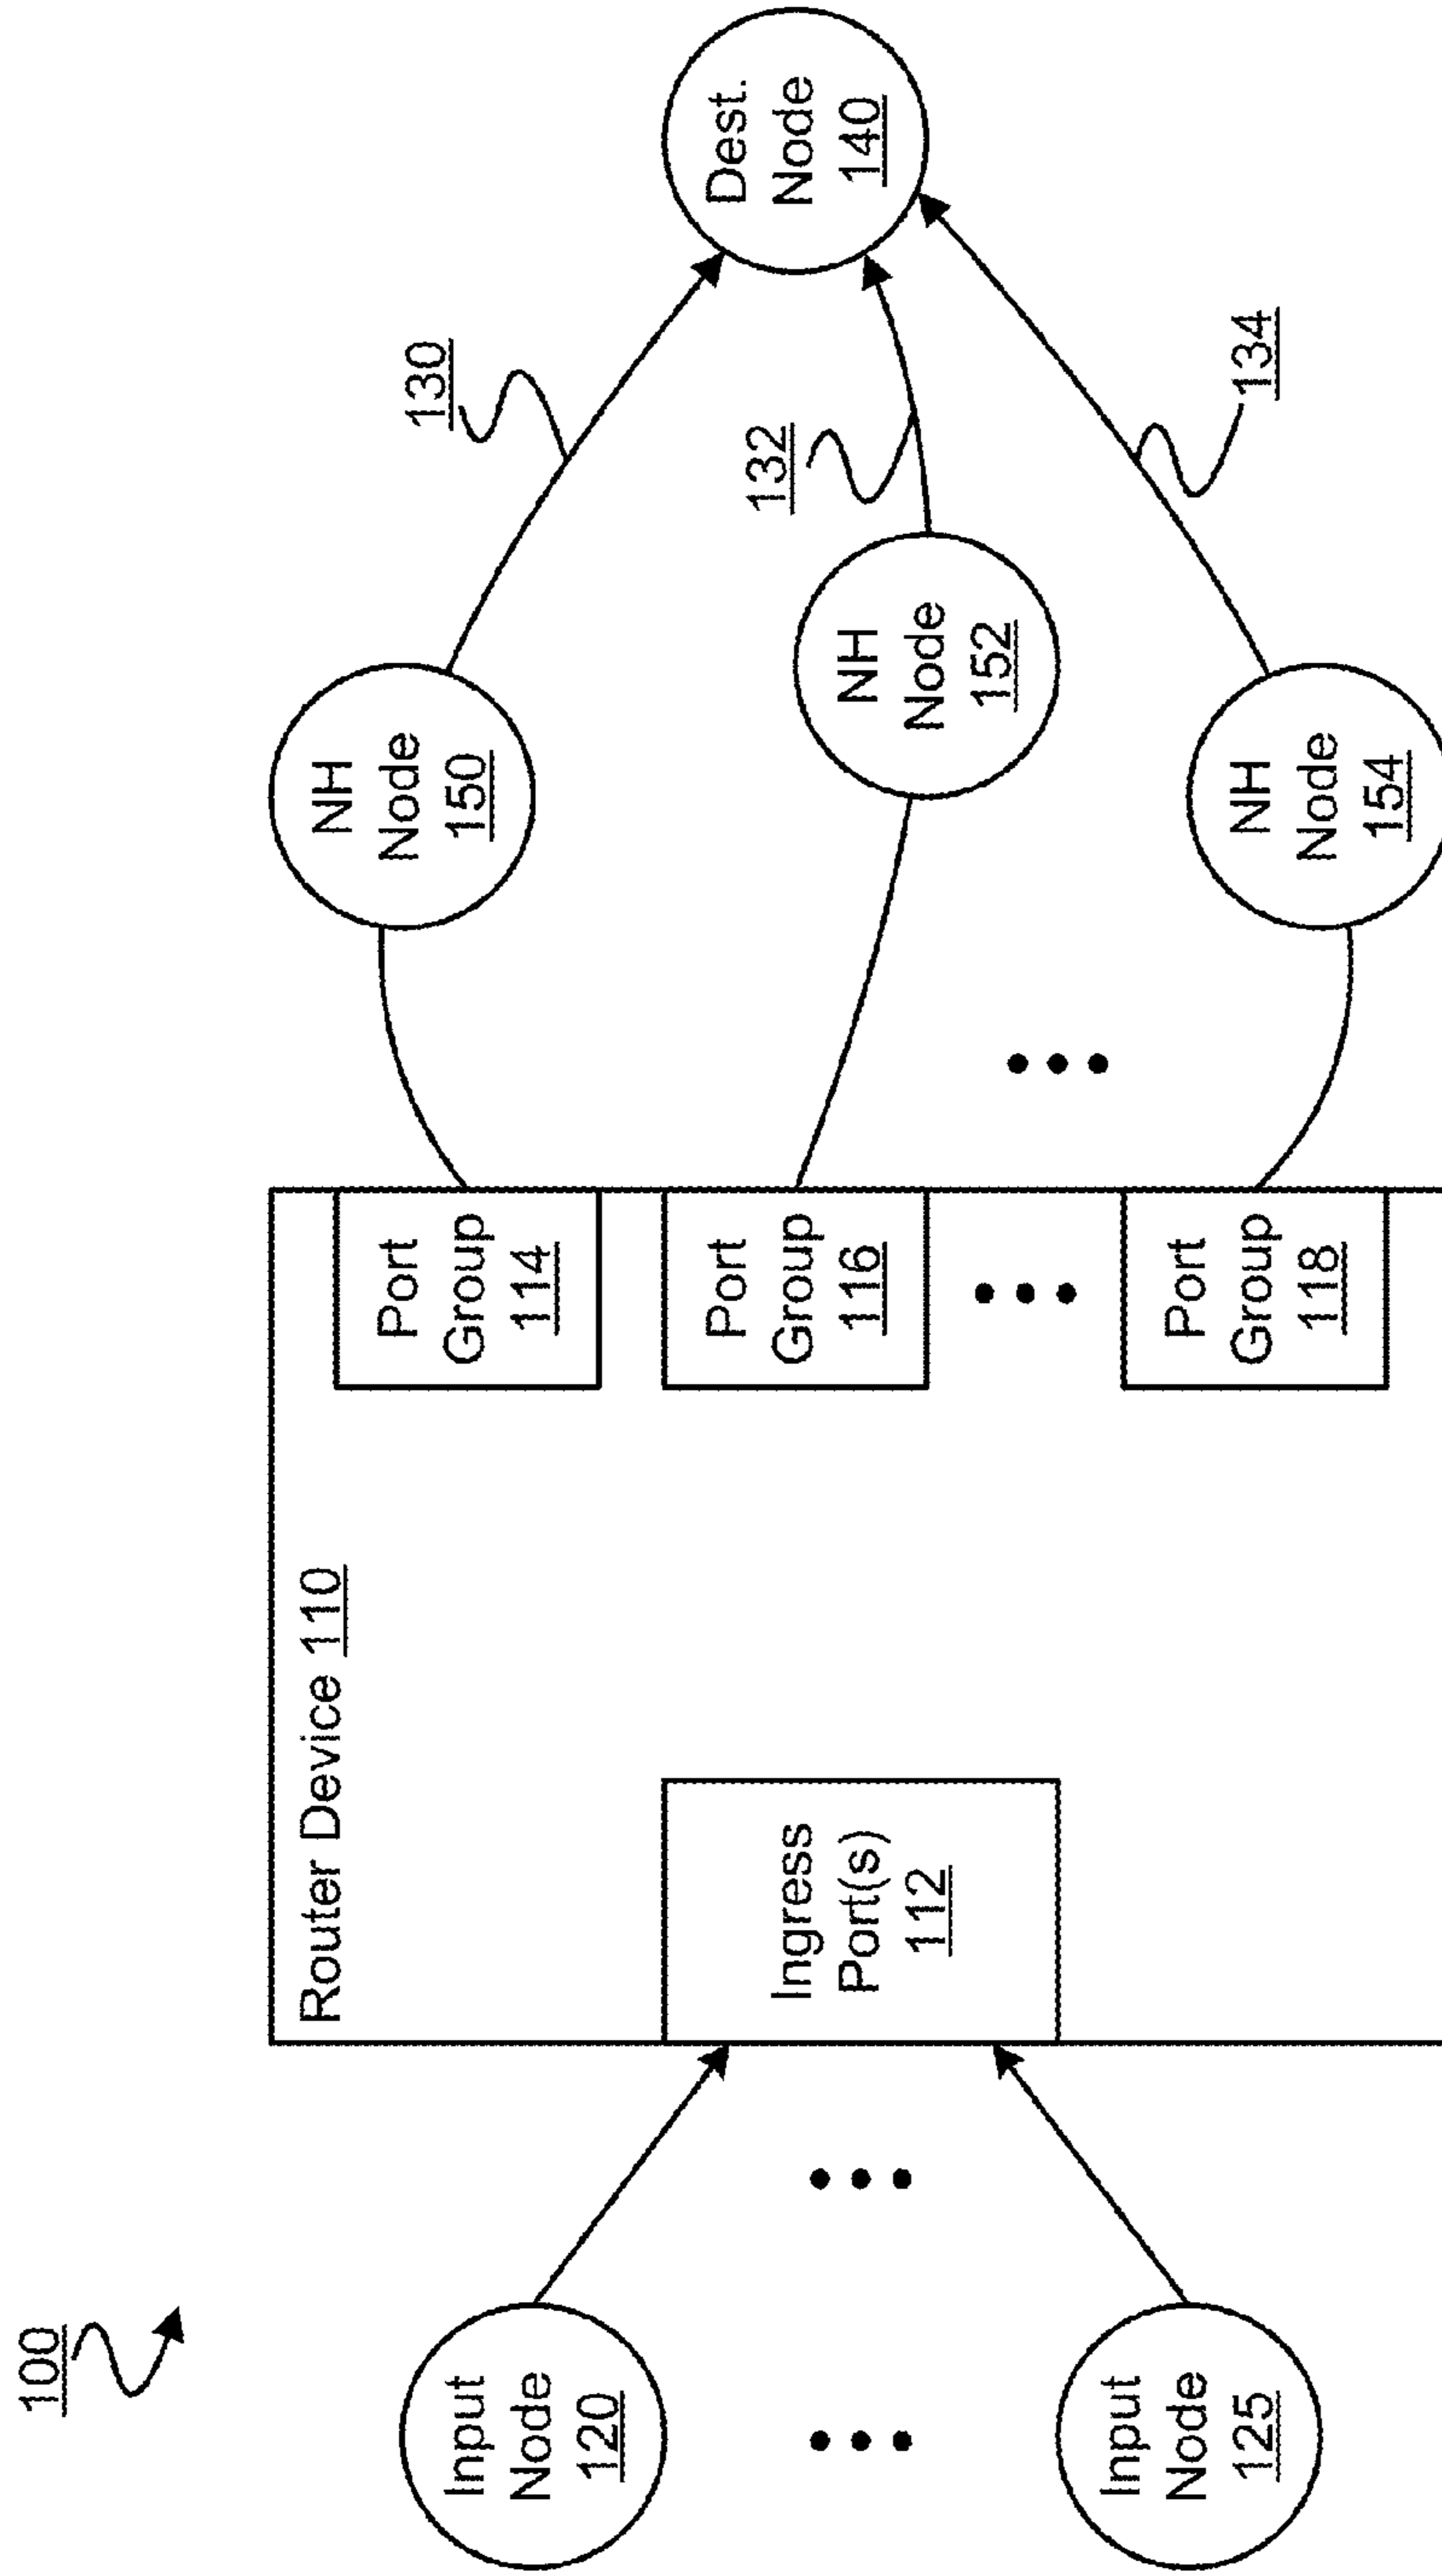 100
Input
Node
120
Input
Node
125
Router Device 110
Ingress
Port(s)
112
Port
Group
114
Port
Group
116
Port
Group
118
NH
Node
150
NH
Node
152
NH
Node
154
130
132
134
Dest.
Node
140